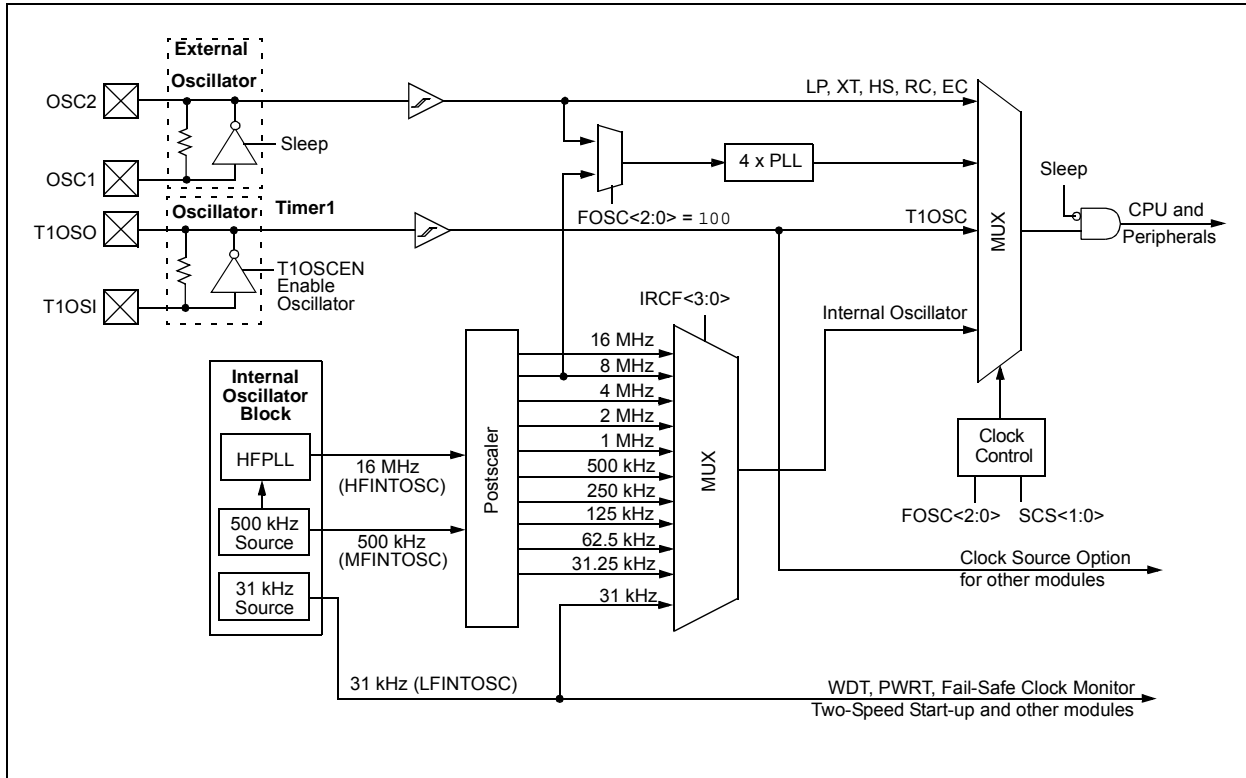 External
Oscillator
OSC2
Sleep
OSC1
LP, XT, HS, RC, EC
4 x PLL
FOSC<2:0> = 100
Sleep
CPU and
Peripherals
MUX
Oscillator
Timer1
T1OSO
T1OSC
T1OSCEN
Enable
Oscillator
T1OSI
IRCF<3:0>
Internal Oscillator
Internal
Oscillator
Block
HFPLL
500 kHz
Source
31 kHz
Source
16 MHz
(HFINTOSC)
500 kHz
(MFINTOSC)
Postscaler
16 MHz
8 MHz
4 MHz
2 MHz
1 MHz
500 kHz
250 kHz
125 kHz
62.5 kHz
31.25 kHz
31 kHz
MUX
Clock
Control
FOSC<2:0>
SCS<1:0>
Clock Source Option
for other modules
31 kHz (LFINTOSC)
WDT, PWRT, Fail-Safe Clock Monitor
Two-Speed Start-up and other modules